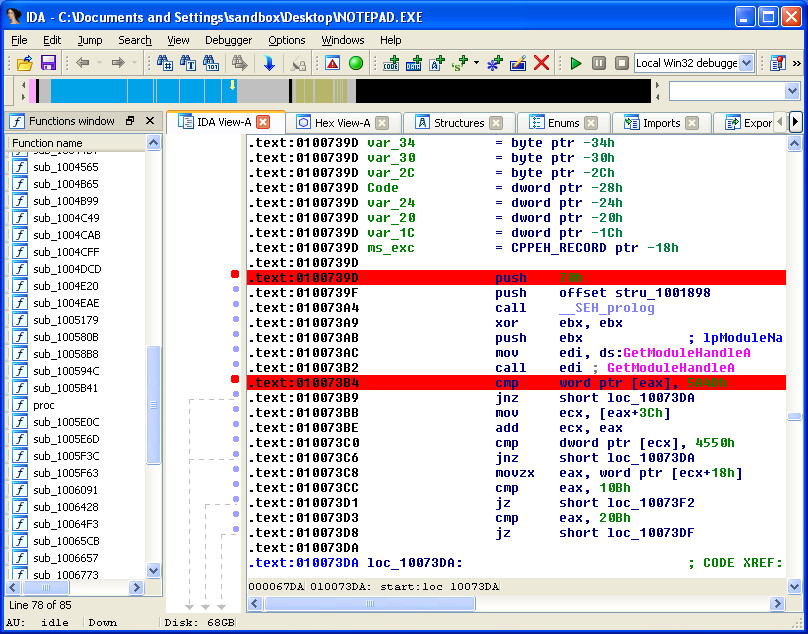 IDA - C:\Documents and Settings\sandbox\Desktop\NOTEPAD.EXE
File Edit Jump Search View Debugger Options Windows Help
Local Win32 debugge
Functions window
IDA View-A
Hex View-A
Structures
Enums
Imports
Expor
Function name
sub_1004565
sub_1004B65
sub_1004B99
sub_1004C49
sub_1004CAB
sub_1004CFF
sub_1004DCD
sub_1004E20
sub_1004EAE
sub_1005179
sub_100580B
sub_10058B8
sub_100594C
sub_1005B41
proc
sub_1005E0C
sub_1005E6D
sub_1005F3C
sub_1005F63
sub_1006091
sub_1006428
sub_10064F3
sub_10065CB
sub_1006657
sub_1006773
Line 78 of 85
.text:0100739D var_34 = byte ptr -34h
.text:0100739D var_30 = byte ptr -30h
.text:0100739D var_2C = byte ptr -2Ch
.text:0100739D Code = dword ptr -28h
.text:0100739D var_24 = dword ptr -24h
.text:0100739D var_20 = dword ptr -20h
.text:0100739D var_1C = dword ptr -1Ch
.text:0100739D ms_exc = CPPEH_RECORD ptr -18h
.text:0100739D
.text:0100739D push
.text:0100739F push offset stru_1001898
.text:010073A4 call __SEH_prolog
.text:010073A9 xor ebx, ebx
.text:010073AB push ebx ; lpModuleNa
.text:010073AC mov edi, ds:GetModuleHandleA
.text:010073B2 call edi ; GetModuleHandleA
.text:010073B4 cmp word ptr [eax], 5A4Dh
.text:010073B9 jnz short loc_10073DA
.text:010073BB mov ecx, [eax+3Ch]
.text:010073BE add ecx, eax
.text:010073C0 cmp dword ptr [ecx], 4550h
.text:010073C6 jnz short loc_10073DA
.text:010073C8 movzx eax, word ptr [ecx+18h]
.text:010073CC cmp eax, 10Bh
.text:010073D1 jz short loc_10073F2
.text:010073D3 cmp eax, 20Bh
.text:010073D8 jz short loc_10073DF
.text:010073DA
.text:010073DA loc_10073DA: ; CODE XREF:
000067DA 010073DA: start:loc_10073DA
AU: idle Down Disk: 68GB